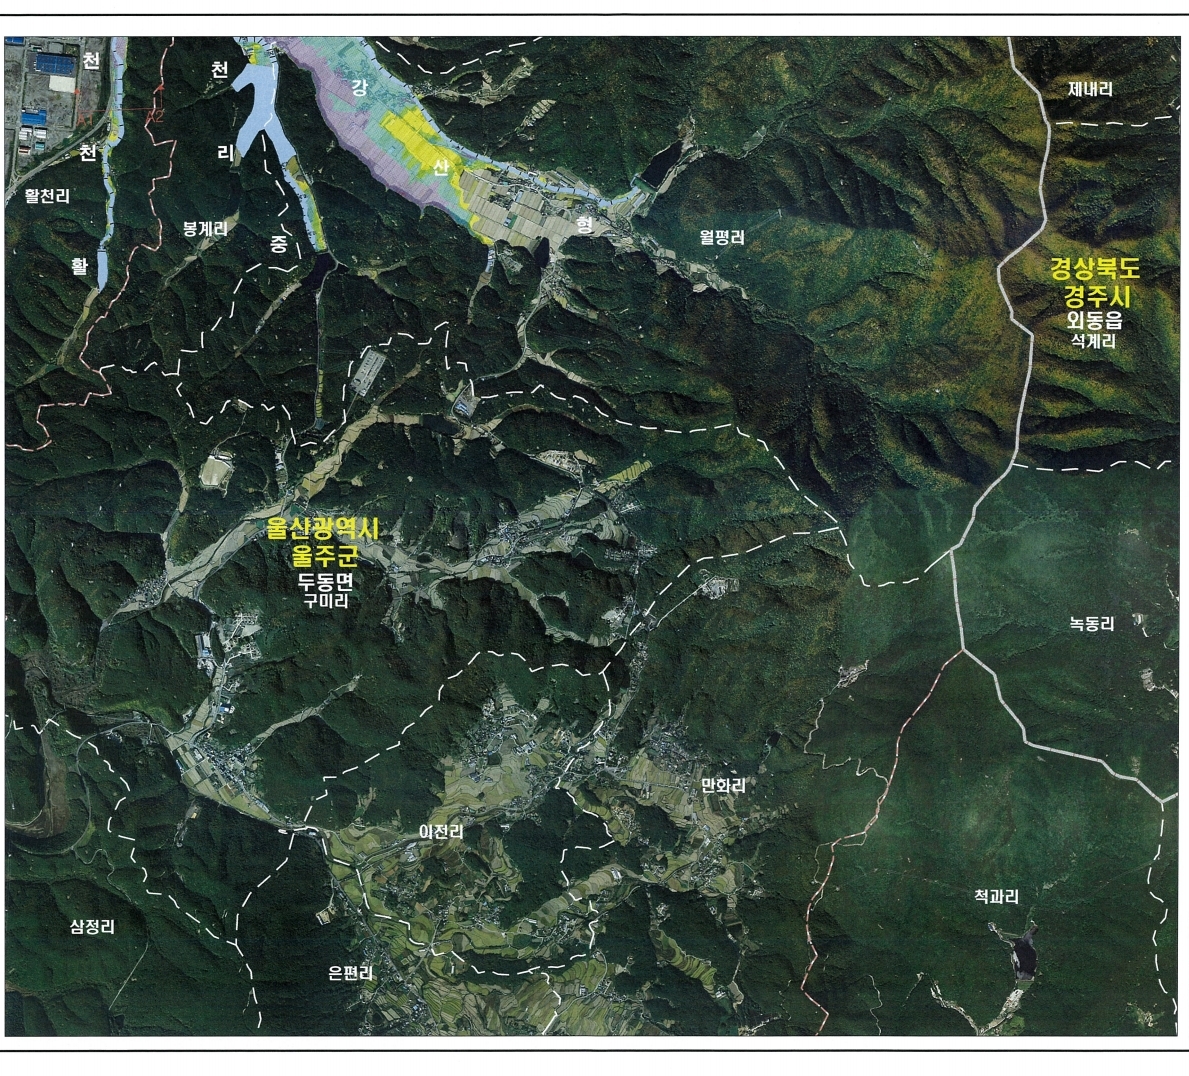 천
천
강
제내리
A1
A2
천
리
산
활천리
봉계리
중
형
월평리
활
경상북도
경주시
외동읍
석계리
울산광역시
울주군
두동면
구미리
녹동리
만화리
이전리
척과리
삼정리
은편리